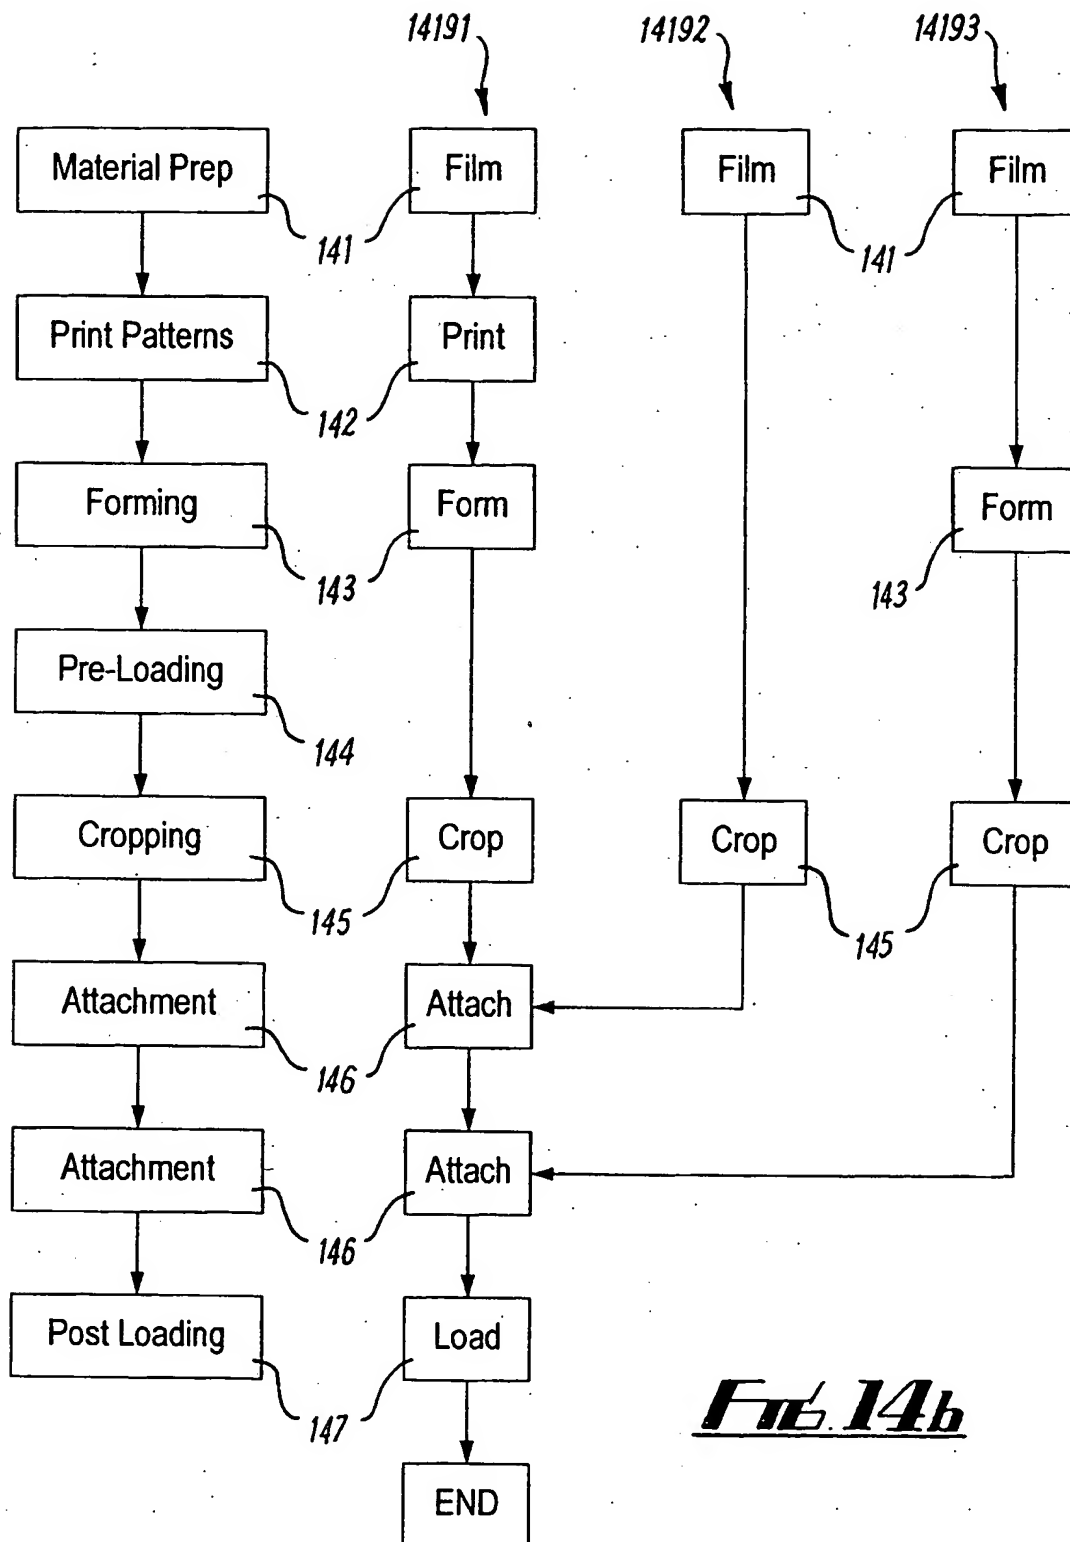 14191 14192 14193
Material Prep Film Film Film
141 141
Print Patterns Print
142
Forming Form Form
143 143
Pre-Loading
144
Cropping Crop Crop Crop
145 145
Attachment Attach
146
Attachment Attach
146
Post Loading Load
147
END
FIG. 14b